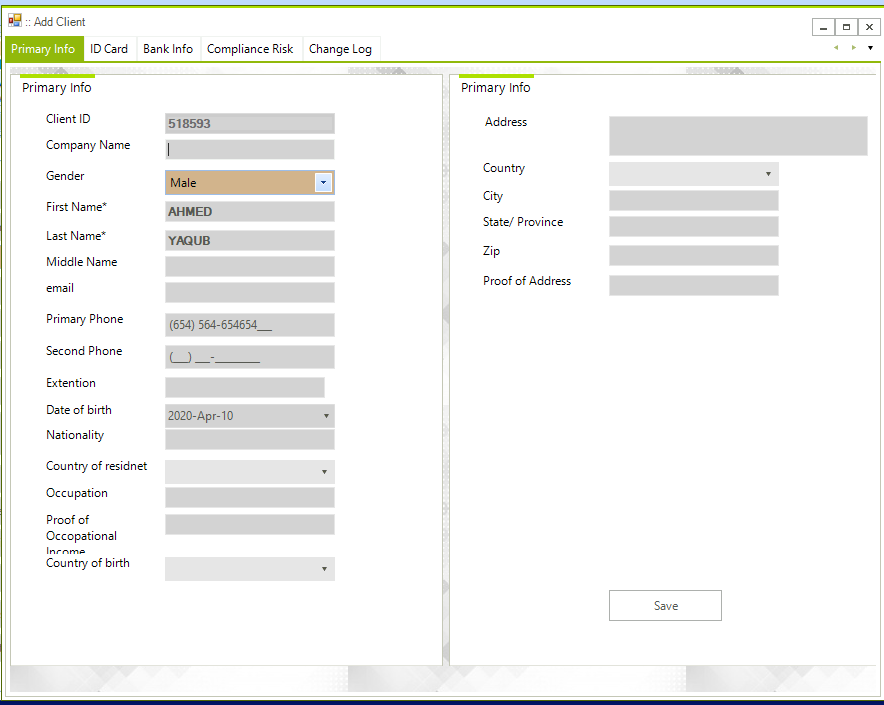 :: Add Client
Primary Info ID Card Bank Info Compliance Risk Change Log
Primary Info
Client ID 518593
Company Name
Gender Male
First Name* AHMED
Last Name* YAQUB
Middle Name
email
Primary Phone (654) 564-654654__
Second Phone (__) __-______
Extention
Date of birth 2020-Apr-10
Nationality
Country of residnet
Occupation
Proof of
Occopational
Income
Country of birth
Primary Info
Address
Country
City
State/ Province
Zip
Proof of Address
Save